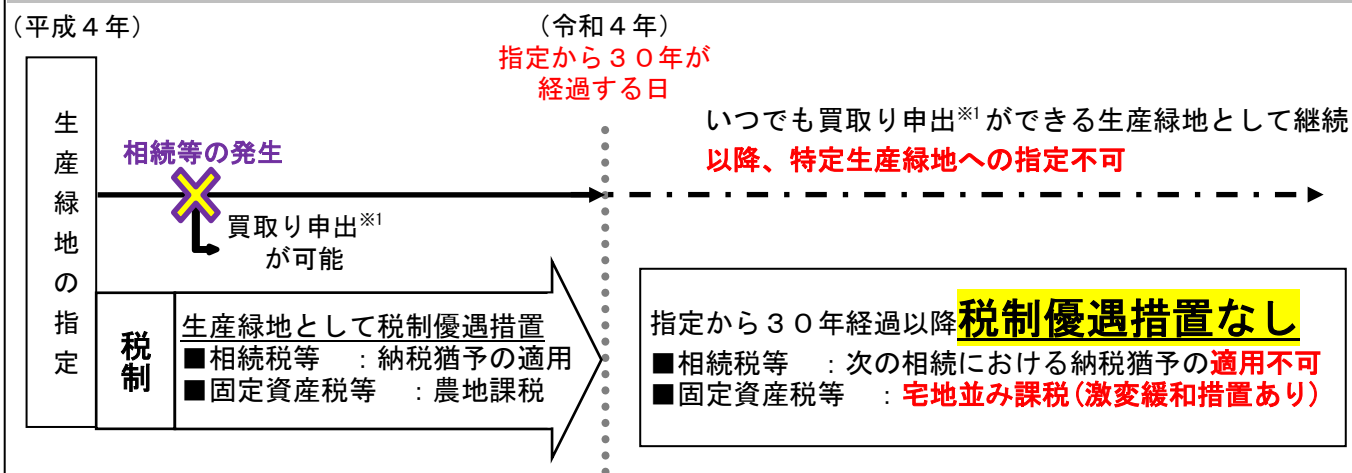 (平成4年)
(令和4年)
指定から30年が
経過する日
生産緑地の指定
相続等の発生
買取り申出※1
が可能
いつでも買取り申出※1ができる生産緑地として継続
以降、特定生産緑地への指定不可
税制
生産緑地として税制優遇措置
■相続税等 :納税猶予の適用
■固定資産税等 :農地課税
指定から30年経過以降税制優遇措置なし
■相続税等 :次の相続における納税猶予の適用不可
■固定資産税等 :宅地並み課税(激変緩和措置あり)